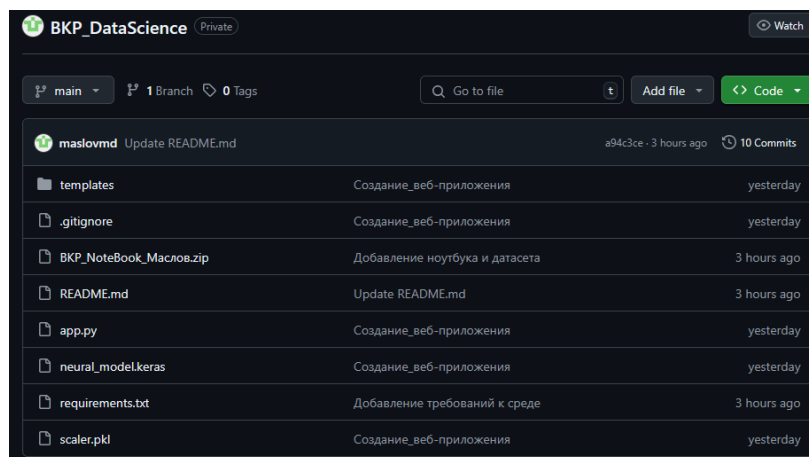 BKP_DataScience Private Watch
main 1 Branch 0 Tags Go to file t Add file Code
maslovmd Update README.md a94c3ce · 3 hours ago 10 Commits
templates Создание_веб-приложения yesterday
.gitignore Создание_веб-приложения yesterday
BKP_NoteBook_Маслов.zip Добавление ноутбука и датасета 3 hours ago
README.md Update README.md 3 hours ago
app.py Создание_веб-приложения yesterday
neural_model.keras Создание_веб-приложения yesterday
requirements.txt Добавление требований к среде 3 hours ago
scaler.pkl Создание_веб-приложения yesterday